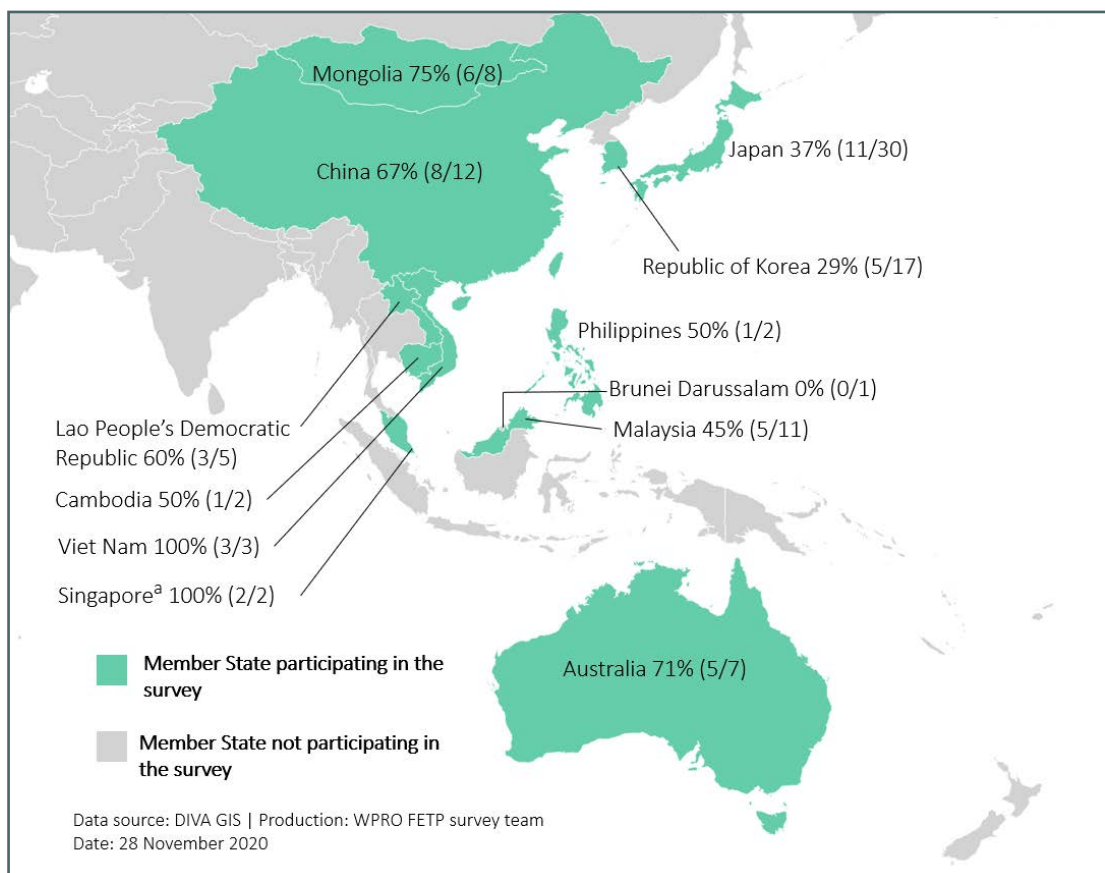 Mongolia 75% (6/8)
Japan 37% (11/30)
China 67% (8/12)
Republic of Korea 29% (5/17)
Philippines 50% (1/2)
Brunei Darussalam 0% (0/1)
Malaysia 45% (5/11)
Lao People’s Democratic
Republic 60% (3/5)
Cambodia 50% (1/2)
Viet Nam 100% (3/3)
Singaporeᵃ 100% (2/2)
Australia 71% (5/7)
Member State participating in the
survey
Member State not participating in
the survey
Data source: DIVA GIS | Production: WPRO FETP survey team
Date: 28 November 2020